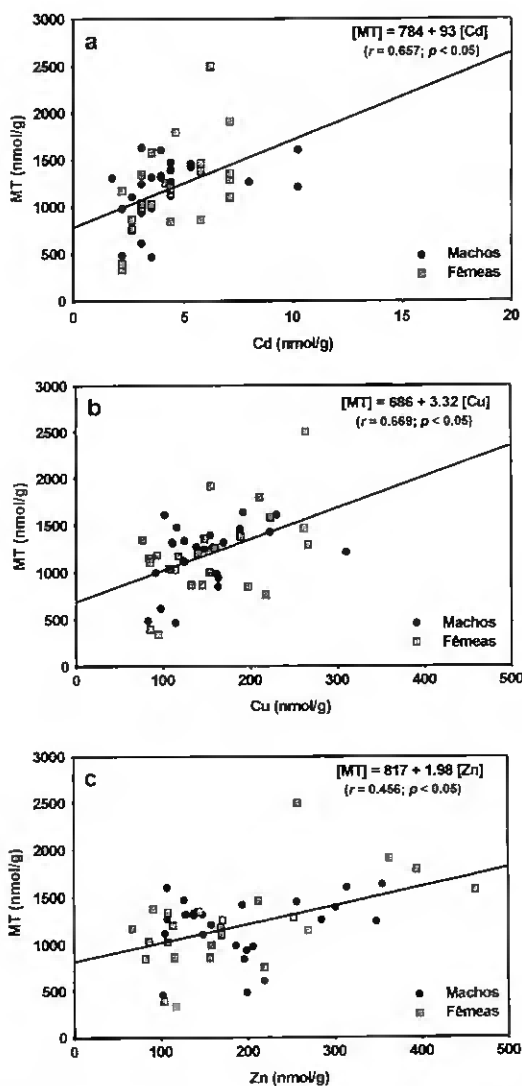 a
[MT] = 784 + 93 [Cd]
(r = 0.657; p < 0.05)
3000
2500
2000
1500
1000
500
0
MT (nmol/g)
Machos
Fêmeas
0 5 10 15 20
Cd (nmol/g)
b
[MT] = 686 + 3.32 [Cu]
(r = 0.669; p < 0.05)
3000
2500
2000
1500
1000
500
0
MT (nmol/g)
Machos
Fêmeas
0 100 200 300 400 500
Cu (nmol/g)
c
[MT] = 817 + 1.98 [Zn]
(r = 0.456; p < 0.05)
3000
2500
2000
1500
1000
500
0
MT (nmol/g)
Machos
Fêmeas
0 100 200 300 400 500
Zn (nmol/g)